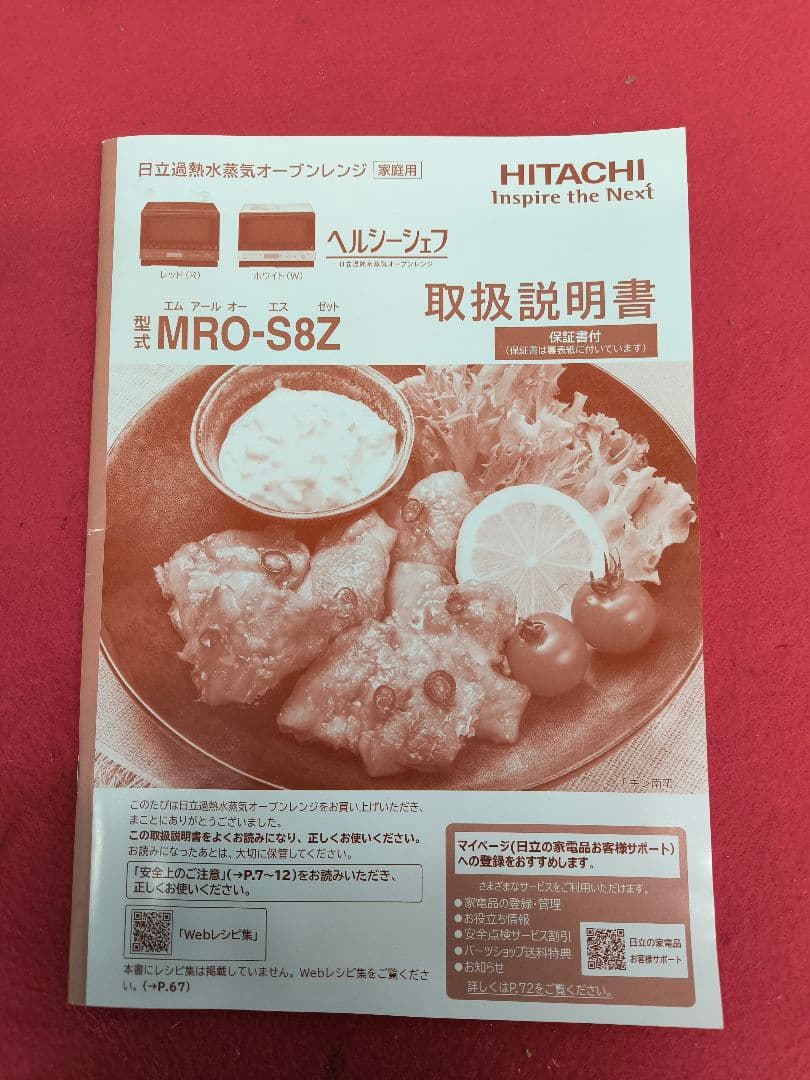 日立過熱水蒸気オーブンレンジ 家庭用
HITACHI
Inspire the Next
レッド(R)
ホワイト(W)
ヘルシーシェフ
日立過熱水蒸気オーブンレンジ
エム アール オー エス ゼット
型式 MRO-S8Z
取扱説明書
保証書付
(保証書は裏表紙に付いています)
「チキン南蛮」
このたびは日立過熱水蒸気オーブンレンジをお買い上げいただき、
まことにありがとうございました。
この取扱説明書をよくお読みになり、正しくお使いください。
お読みになったあとは、大切に保管してください。
「安全上のご注意」(→P.7〜12)をお読みいただき、
正しくお使いください。
「Webレシピ集」
本書にレシピ集は掲載していません。Webレシピ集をご覧くださ
い。(→P.67)
マイページ(日立の家電品お客様サポート)
への登録をおすすめします。
さまざまなサービスをご利用いただけます。
●家電品の登録・管理
●お役立ち情報
●安全点検サービス割引
●パーツショップ送料特典
●お知らせ
日立の家電品
お客様サポート
詳しくはP.72をご覧ください。